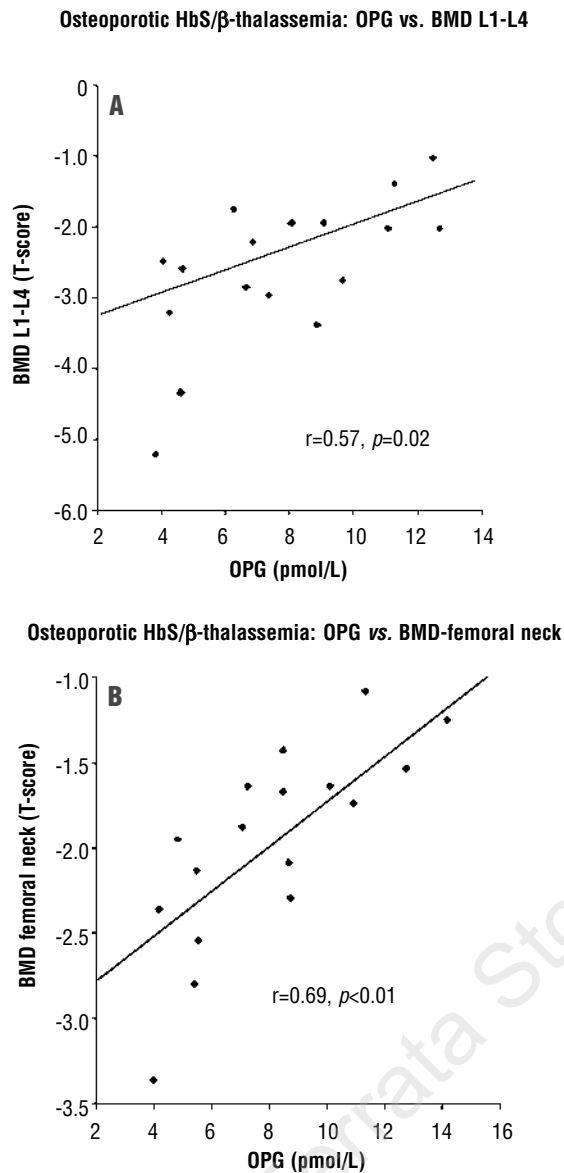 Osteoporotic HbS/β-thalassemia: OPG vs. BMD L1-L4
A
BMD L1-L4 (T-score)
0
-1.0
-2.0
-3.0
-4.0
-5.0
-6.0
r=0.57, p=0.02
2 4 6 8 10 12 14
OPG (pmol/L)
Osteoporotic HbS/β-thalassemia: OPG vs. BMD-femoral neck
B
BMD femoral neck (T-score)
-1.0
-1.5
-2.0
-2.5
-3.0
-3.5
r=0.69, p<0.01
2 4 6 8 10 12 14 16
OPG (pmol/L)